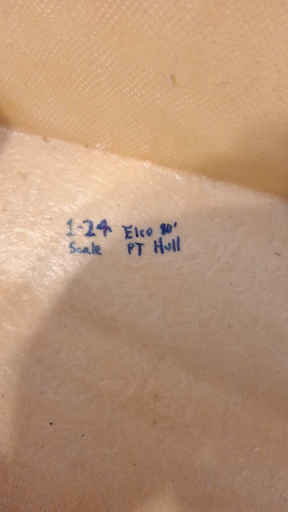 1-24 Elco 80'
Scale PT Hull